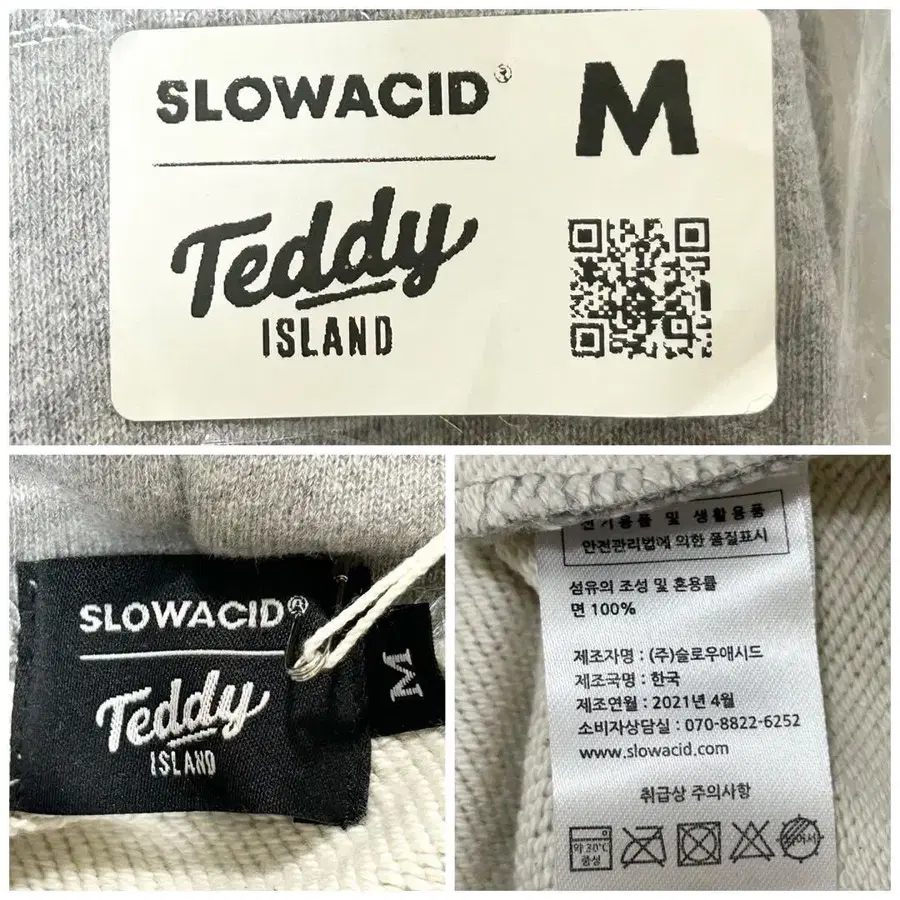 SLOWACID®
M
Teddy
ISLAND
SLOWACID®
M
Teddy
ISLAND
전기용품 및 생활용품
안전관리법에 의한 품질표시
섬유의 조성 및 혼용률
면 100%
제조자명 : (주)슬로우애시드
제조국명 : 한국
제조연월 : 2021년 4월
소비자상담실 : 070-8822-6252
www.slowacid.com
취급상 주의사항
약 30℃
중성